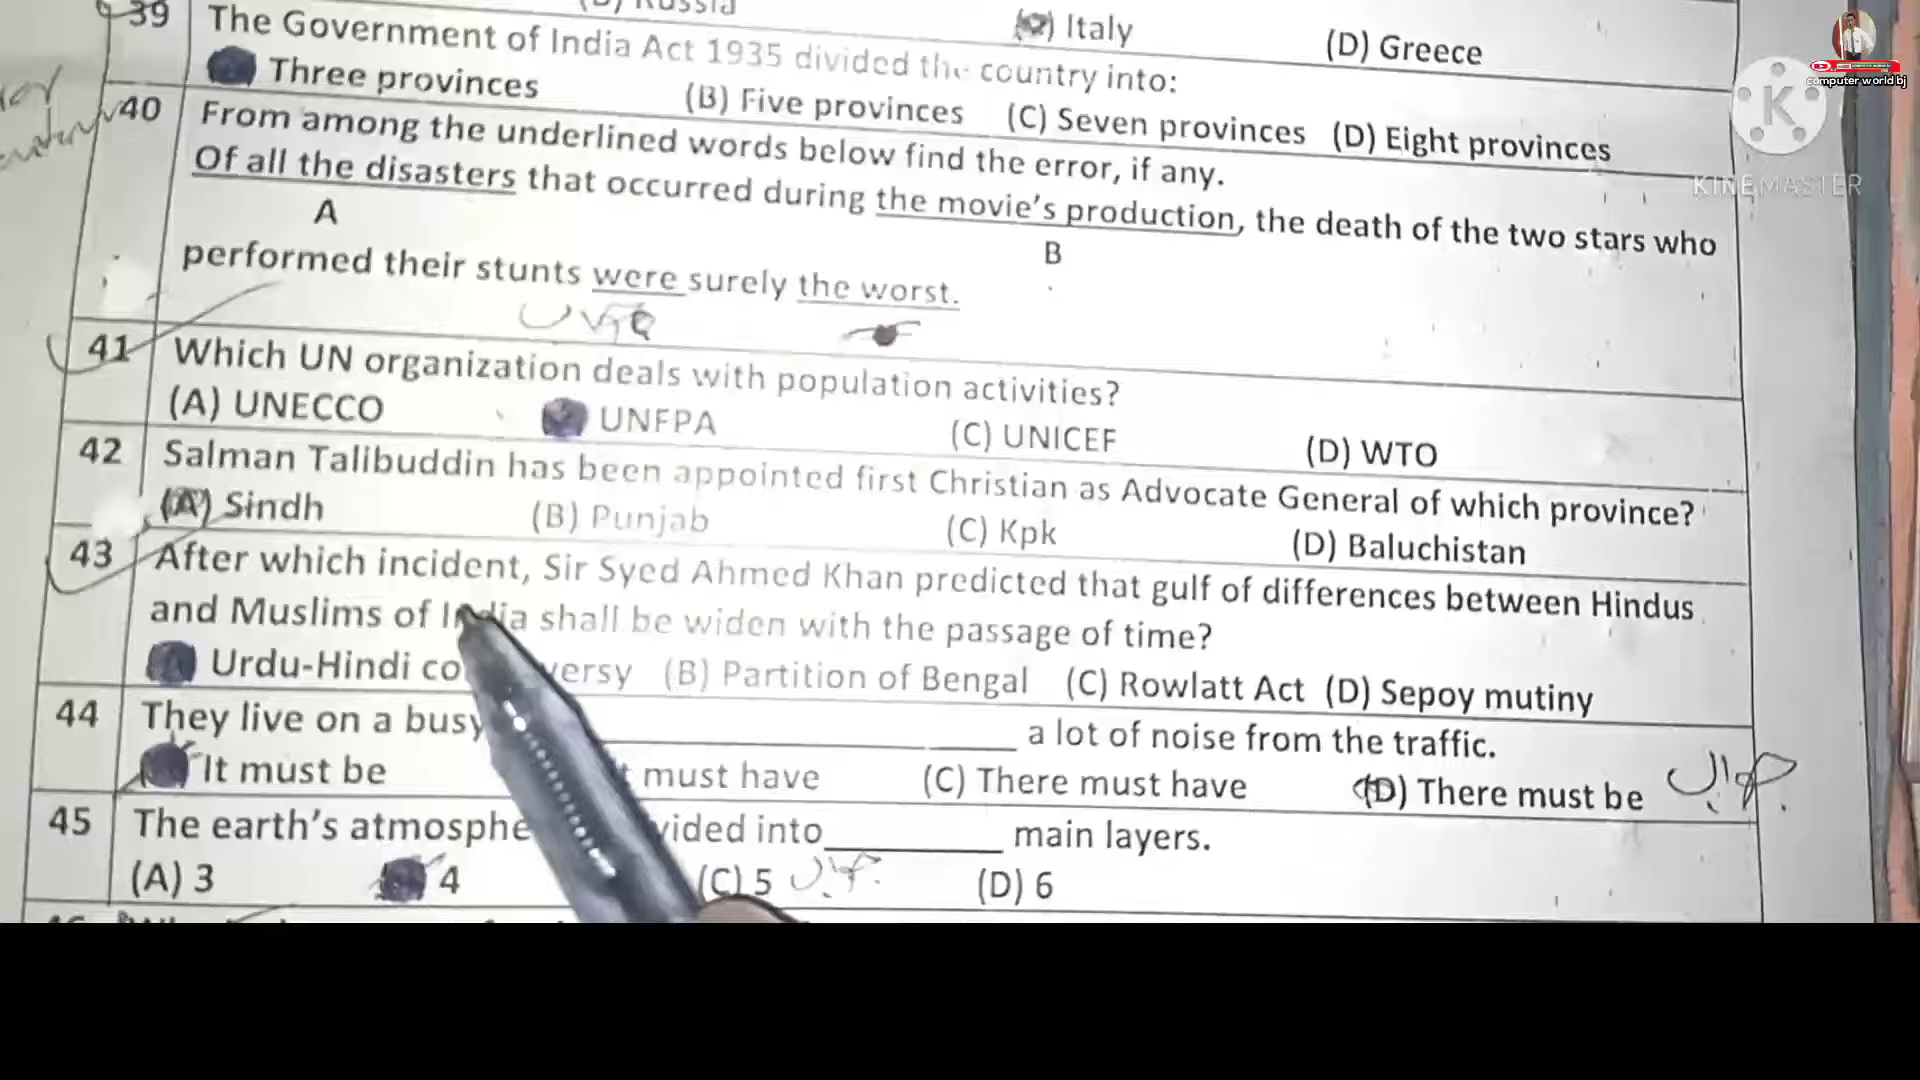 Russia
Italy
(D) Greece
39 The Government of India Act 1935 divided the country into:
Three provinces (B) Five provinces (C) Seven provinces (D) Eight provinces
40 From among the underlined words below find the error, if any.
Of all the disasters that occurred during the movie's production, the death of the two stars who
A B
performed their stunts were surely the worst.
C
41 Which UN organization deals with population activities?
(A) UNECCO UNFPA (C) UNICEF (D) WTO
42 Salman Talibuddin has been appointed first Christian as Advocate General of which province?
(A) Sindh (B) Punjab (C) Kpk (D) Baluchistan
43 After which incident, Sir Syed Ahmed Khan predicted that gulf of differences between Hindus
and Muslims of India shall be widen with the passage of time?
Urdu-Hindi co versy (B) Partition of Bengal (C) Rowlatt Act (D) Sepoy mutiny
44 They live on a busy ____ a lot of noise from the traffic.
It must be must have (C) There must have (D) There must be
45 The earth's atmosphe vided into____ main layers.
(A) 3 4 (C) 5 (D) 6
K
KINEMASTER
computer world bj